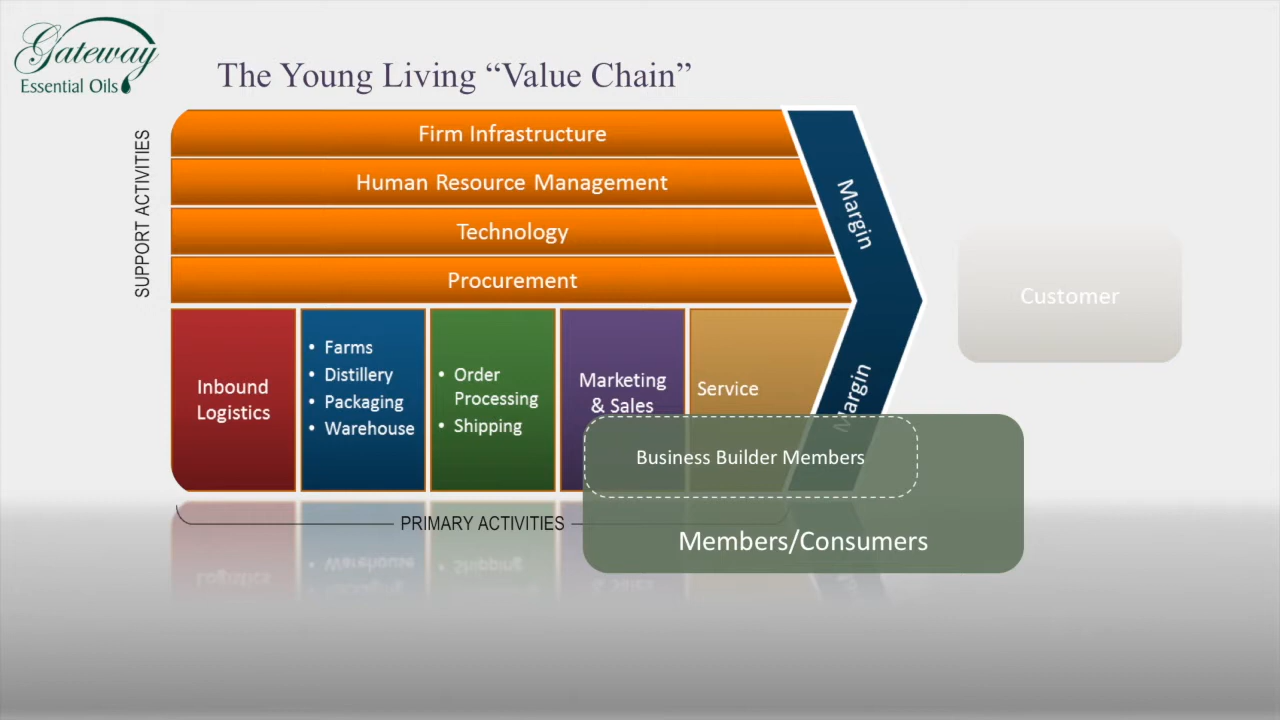 Gateway
Essential Oils
The Young Living “Value Chain”
SUPPORT ACTIVITIES
Firm Infrastructure
Human Resource Management
Technology
Procurement
Margin
Margin
Customer
Inbound
Logistics
• Farms
• Distillery
• Packaging
• Warehouse
• Order
Processing
• Shipping
Marketing
& Sales
Service
Business Builder Members
Members/Consumers
PRIMARY ACTIVITIES